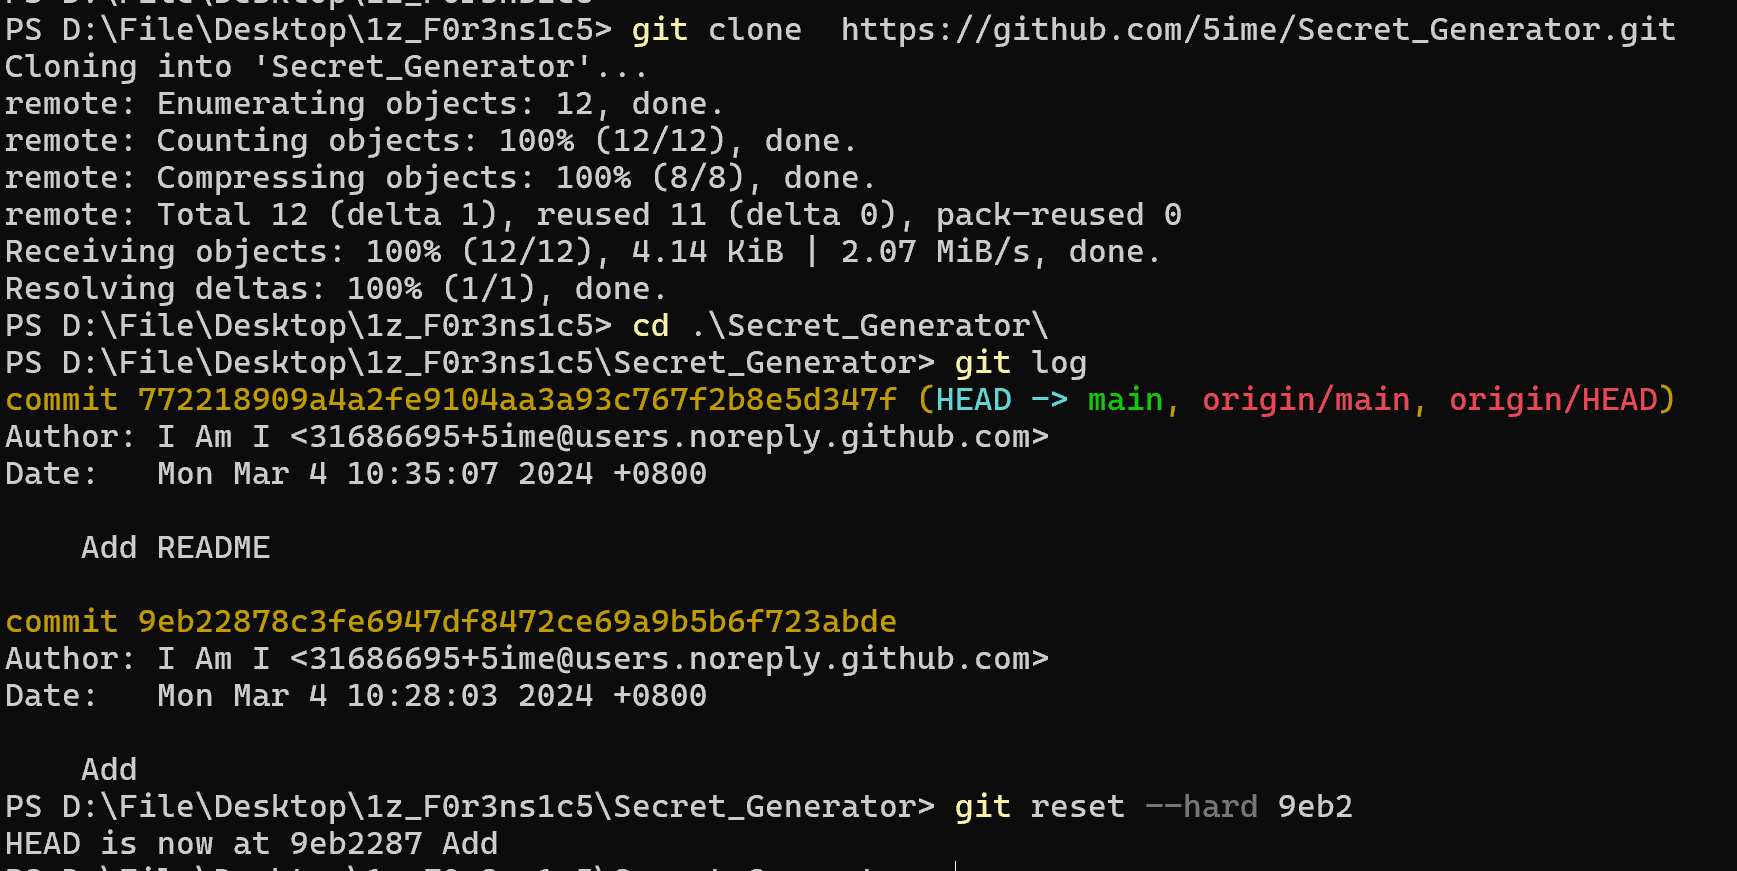 PS D:\File\Desktop\1z_F0r3ns1c5> git clone  https://github.com/5ime/Secret_Generator.git
Cloning into 'Secret_Generator'...
remote: Enumerating objects: 12, done.
remote: Counting objects: 100% (12/12), done.
remote: Compressing objects: 100% (8/8), done.
remote: Total 12 (delta 1), reused 11 (delta 0), pack-reused 0
Receiving objects: 100% (12/12), 4.14 KiB | 2.07 MiB/s, done.
Resolving deltas: 100% (1/1), done.
PS D:\File\Desktop\1z_F0r3ns1c5> cd .\Secret_Generator\
PS D:\File\Desktop\1z_F0r3ns1c5\Secret_Generator> git log
commit 772218909a4a2fe9104aa3a93c767f2b8e5d347f (HEAD -> main, origin/main, origin/HEAD)
Author: I Am I <31686695+5ime@users.noreply.github.com>
Date:   Mon Mar 4 10:35:07 2024 +0800
    Add README
commit 9eb22878c3fe6947df8472ce69a9b5b6f723abde
Author: I Am I <31686695+5ime@users.noreply.github.com>
Date:   Mon Mar 4 10:28:03 2024 +0800
    Add
PS D:\File\Desktop\1z_F0r3ns1c5\Secret_Generator> git reset --hard 9eb2
HEAD is now at 9eb2287 Add